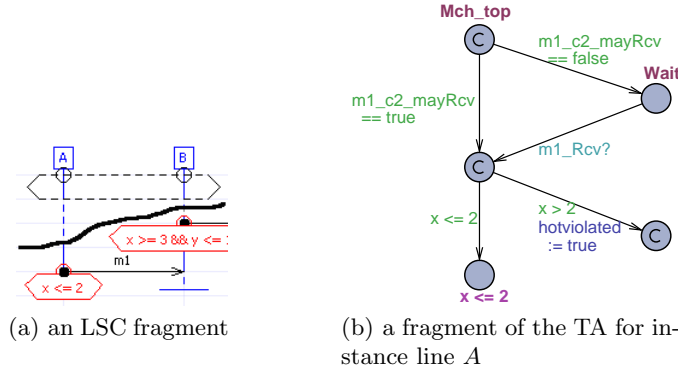 A
B
x >= 3 && y <= :
m1
x <= 2
(a) an LSC fragment
Mch_top
m1_c2_mayRcv
== false
Wait
m1_c2_mayRcv
== true
m1_Rcv?
x <= 2
x > 2
hotviolated
:= true
x <= 2
C
C
C
(b) a fragment of the TA for in-
stance line A